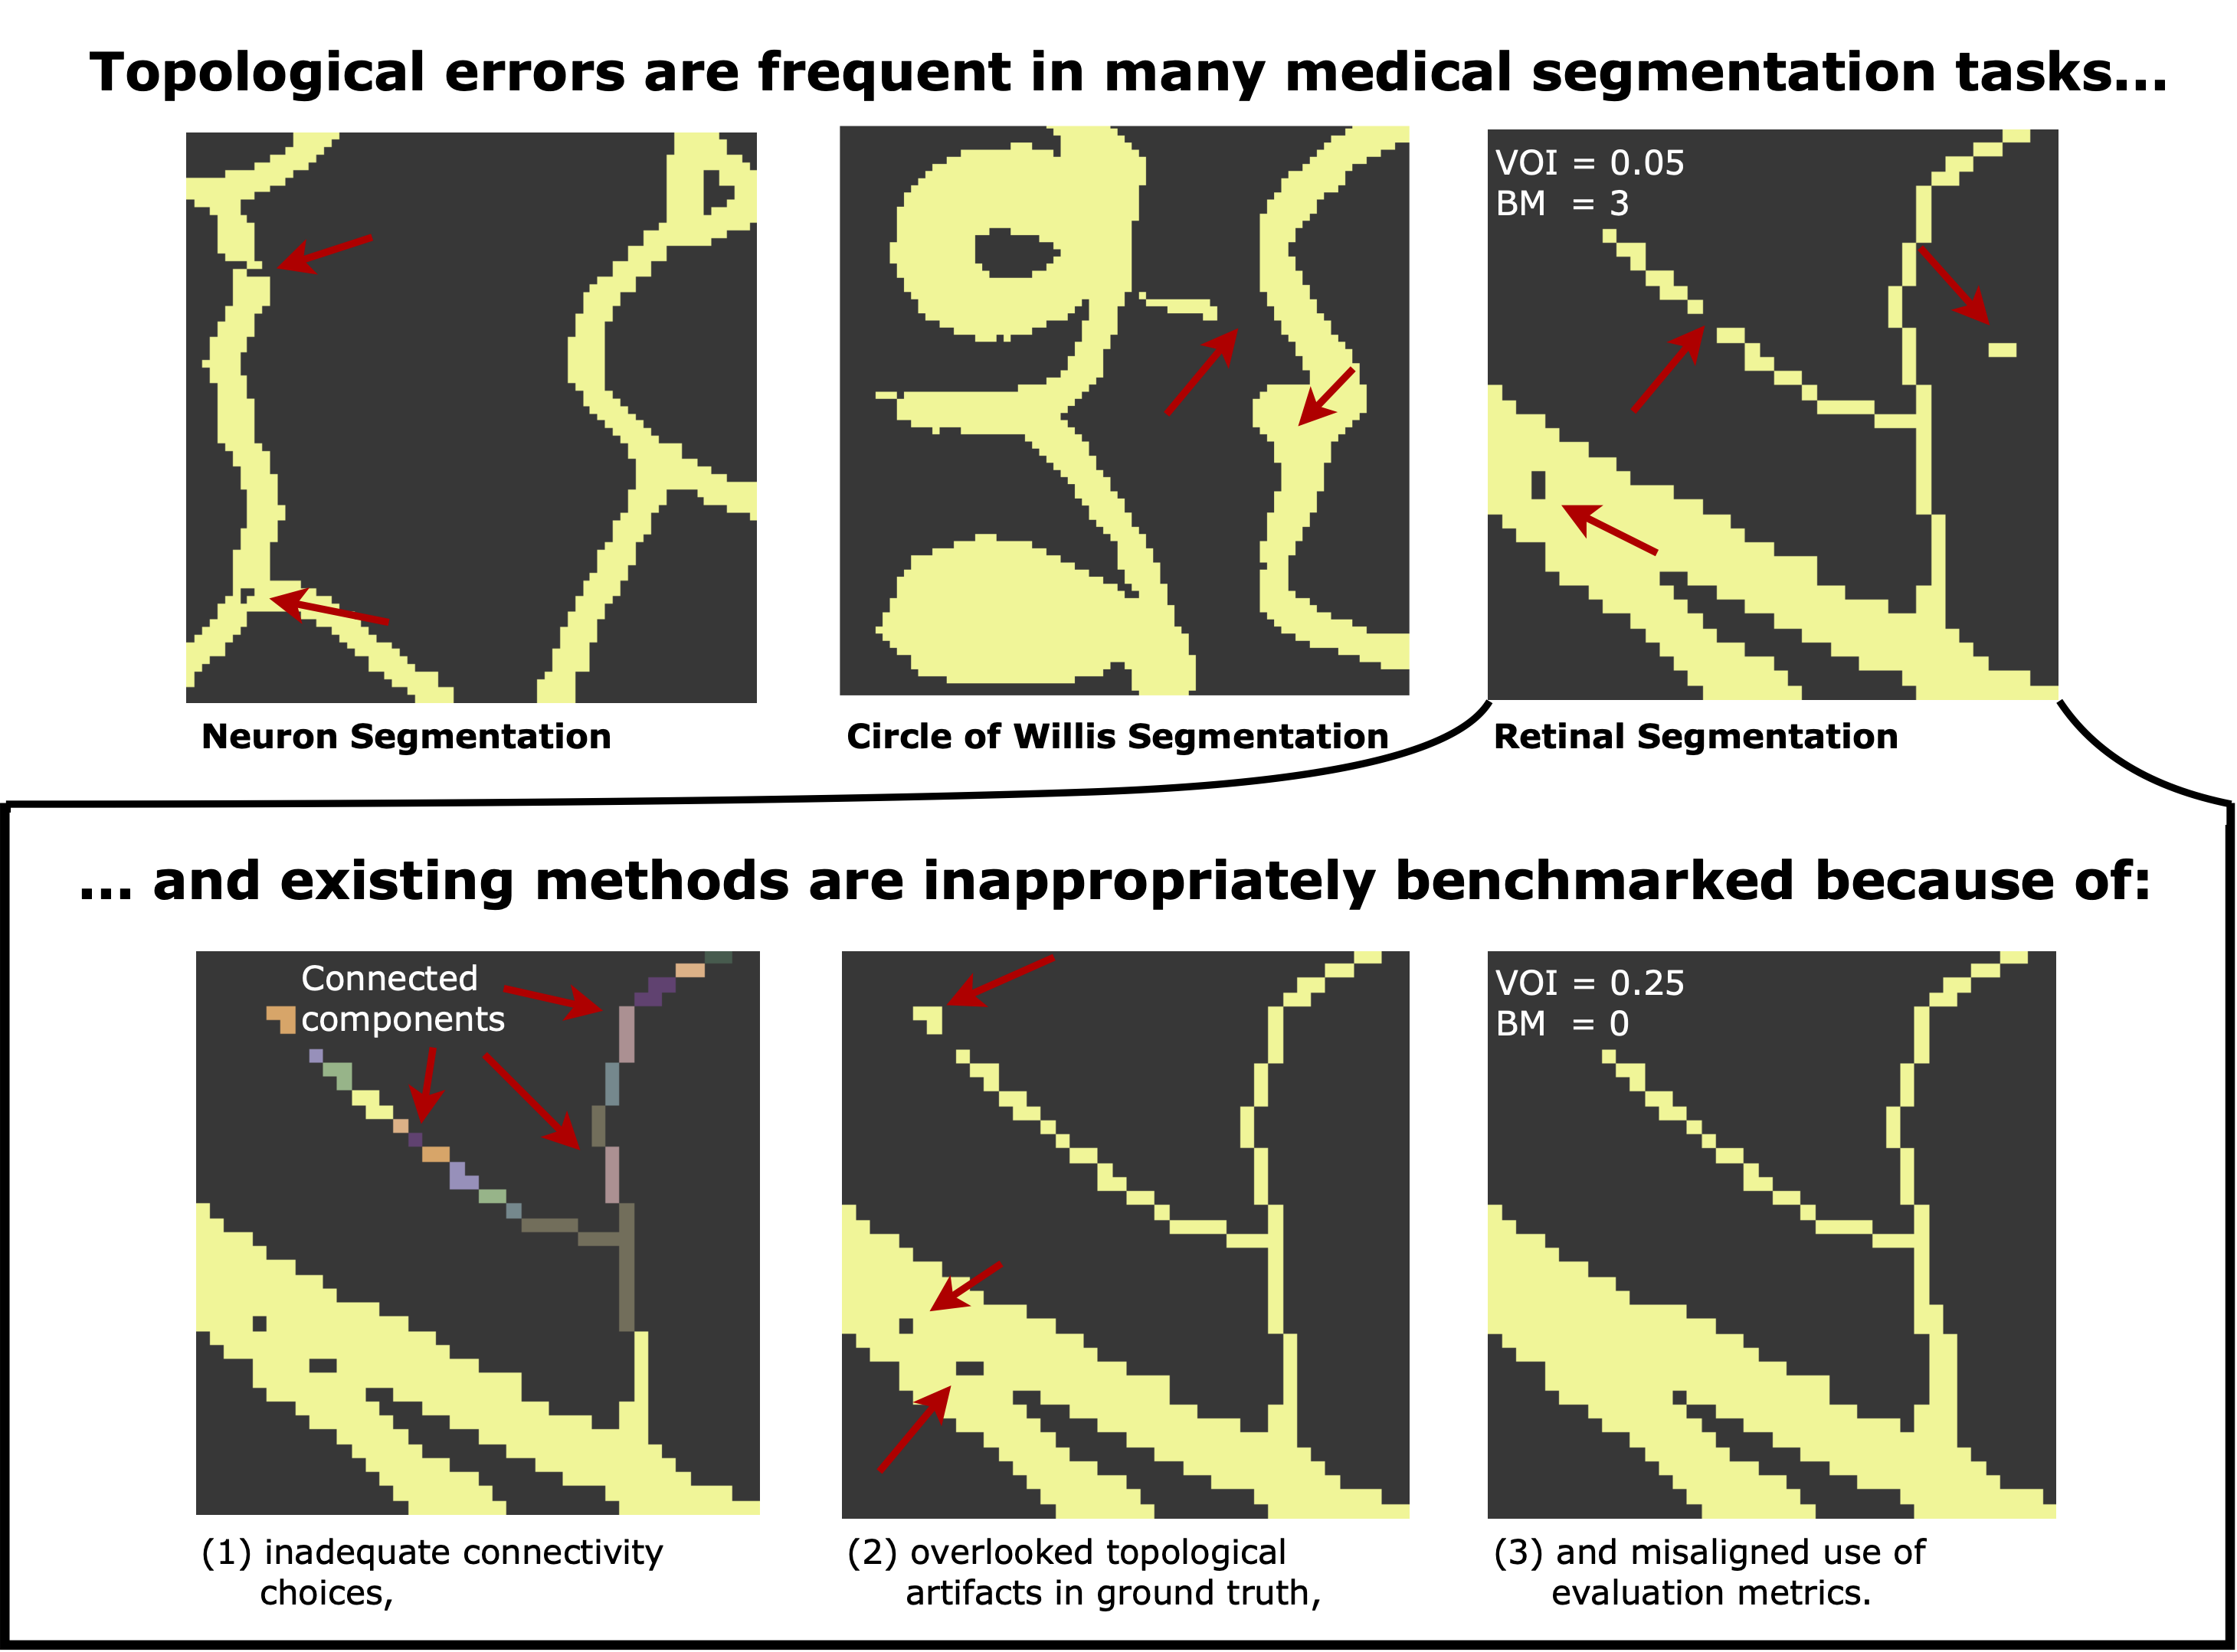 Topological errors are frequent in many medical segmentation tasks...
VOI = 0.05
BM = 3
Neuron Segmentation
Circle of Willis Segmentation
Retinal Segmentation
... and existing methods are inappropriately benchmarked because of:
Connected
components
VOI = 0.25
BM = 0
(1) inadequate connectivity
choices,
(2) overlooked topological
artifacts in ground truth,
(3) and misaligned use of
evaluation metrics.